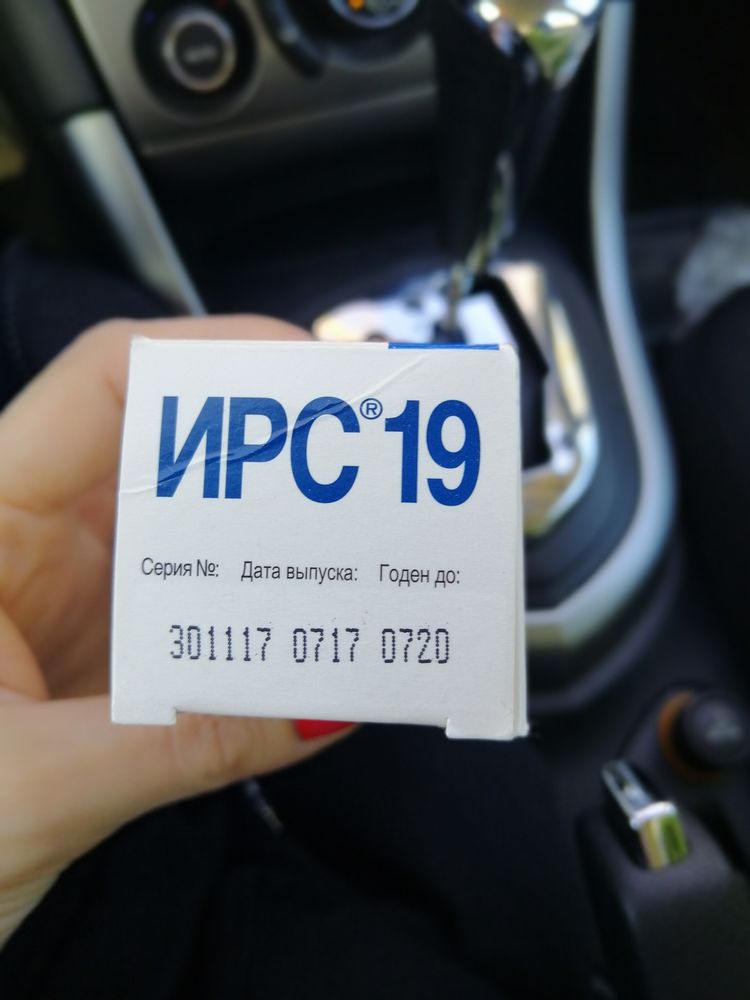 ИРС® 19
Серия №: Дата выпуска: Годен до:
301117 0717 0720